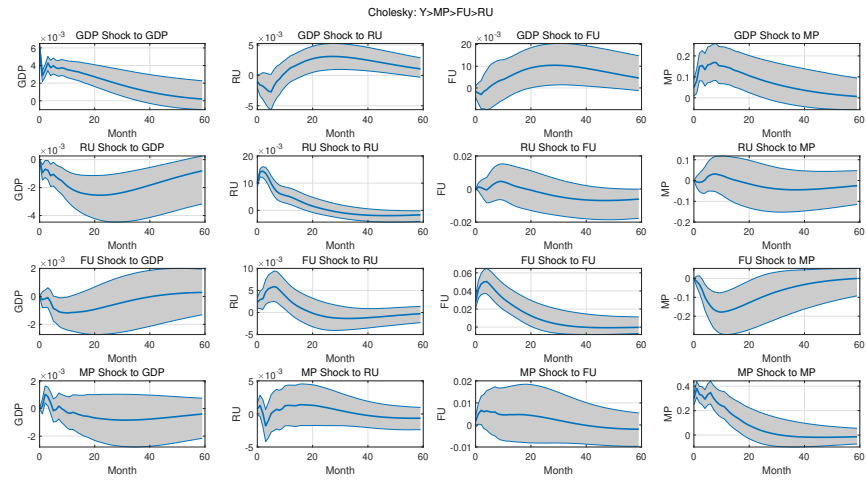 Cholesky: Y>MP>FU>RU
GDP Shock to GDP
GDP
×10⁻³
6
4
2
0
0 20 40 60
Month
GDP Shock to RU
RU
×10⁻³
5
0
-5
0 20 40 60
Month
GDP Shock to FU
FU
×10⁻³
20
10
0
0 20 40 60
Month
GDP Shock to MP
MP
0.2
0.1
0
0 20 40 60
Month
RU Shock to GDP
GDP
×10⁻³
0
-2
-4
0 20 40 60
Month
RU Shock to RU
RU
×10⁻³
20
10
0
0 20 40 60
Month
RU Shock to FU
FU
0.02
0
-0.02
0 20 40 60
Month
RU Shock to MP
MP
0.1
0
-0.1
-0.2
0 20 40 60
Month
FU Shock to GDP
GDP
×10⁻³
2
0
-2
0 20 40 60
Month
FU Shock to RU
RU
×10⁻³
10
5
0
-5
0 20 40 60
Month
FU Shock to FU
FU
0.06
0.04
0.02
0
0 20 40 60
Month
FU Shock to MP
MP
0
-0.1
-0.2
0 20 40 60
Month
MP Shock to GDP
GDP
×10⁻³
2
0
-2
0 20 40 60
Month
MP Shock to RU
RU
×10⁻³
5
0
-5
0 20 40 60
Month
MP Shock to FU
FU
0.02
0.01
0
-0.01
0 20 40 60
Month
MP Shock to MP
MP
0.4
0.2
0
0 20 40 60
Month